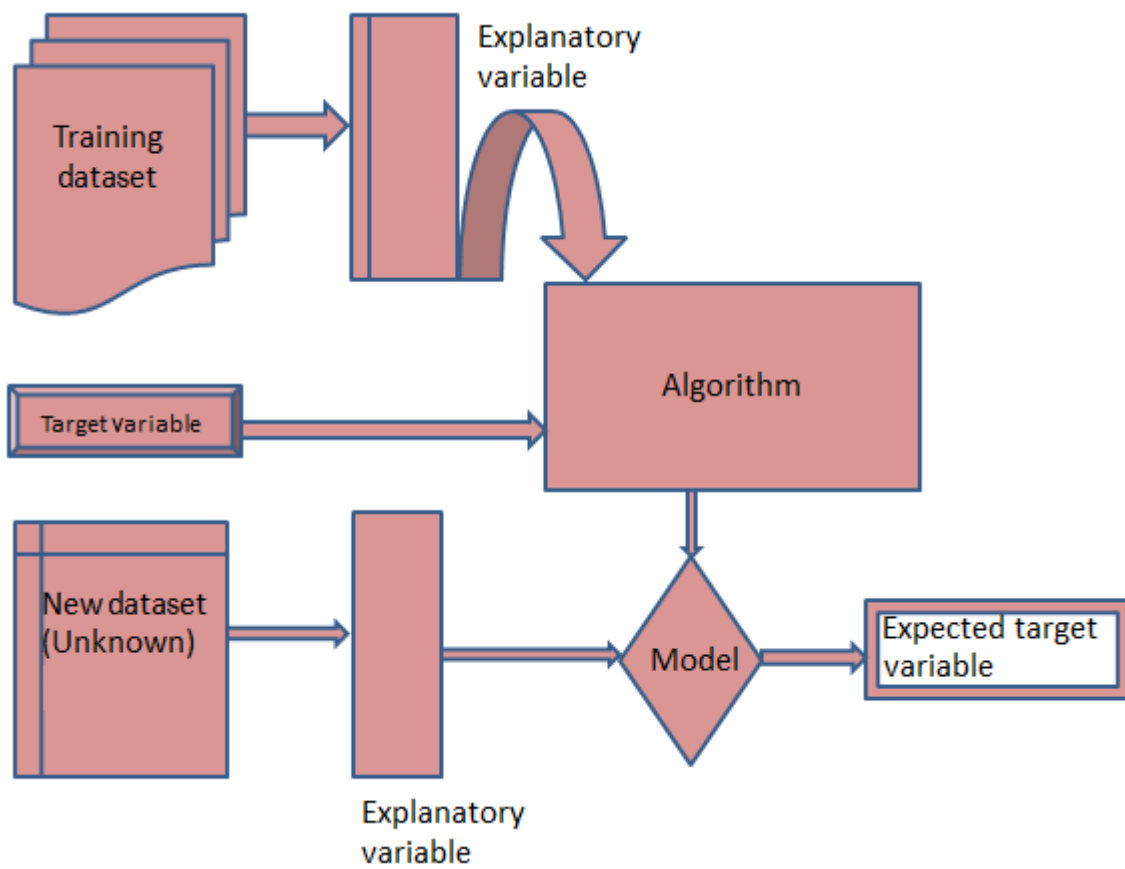 Explanatory
variable
Training
dataset
Algorithm
Target variable
New dataset
(Unknown)
Model
Expected target
variable
Explanatory
variable